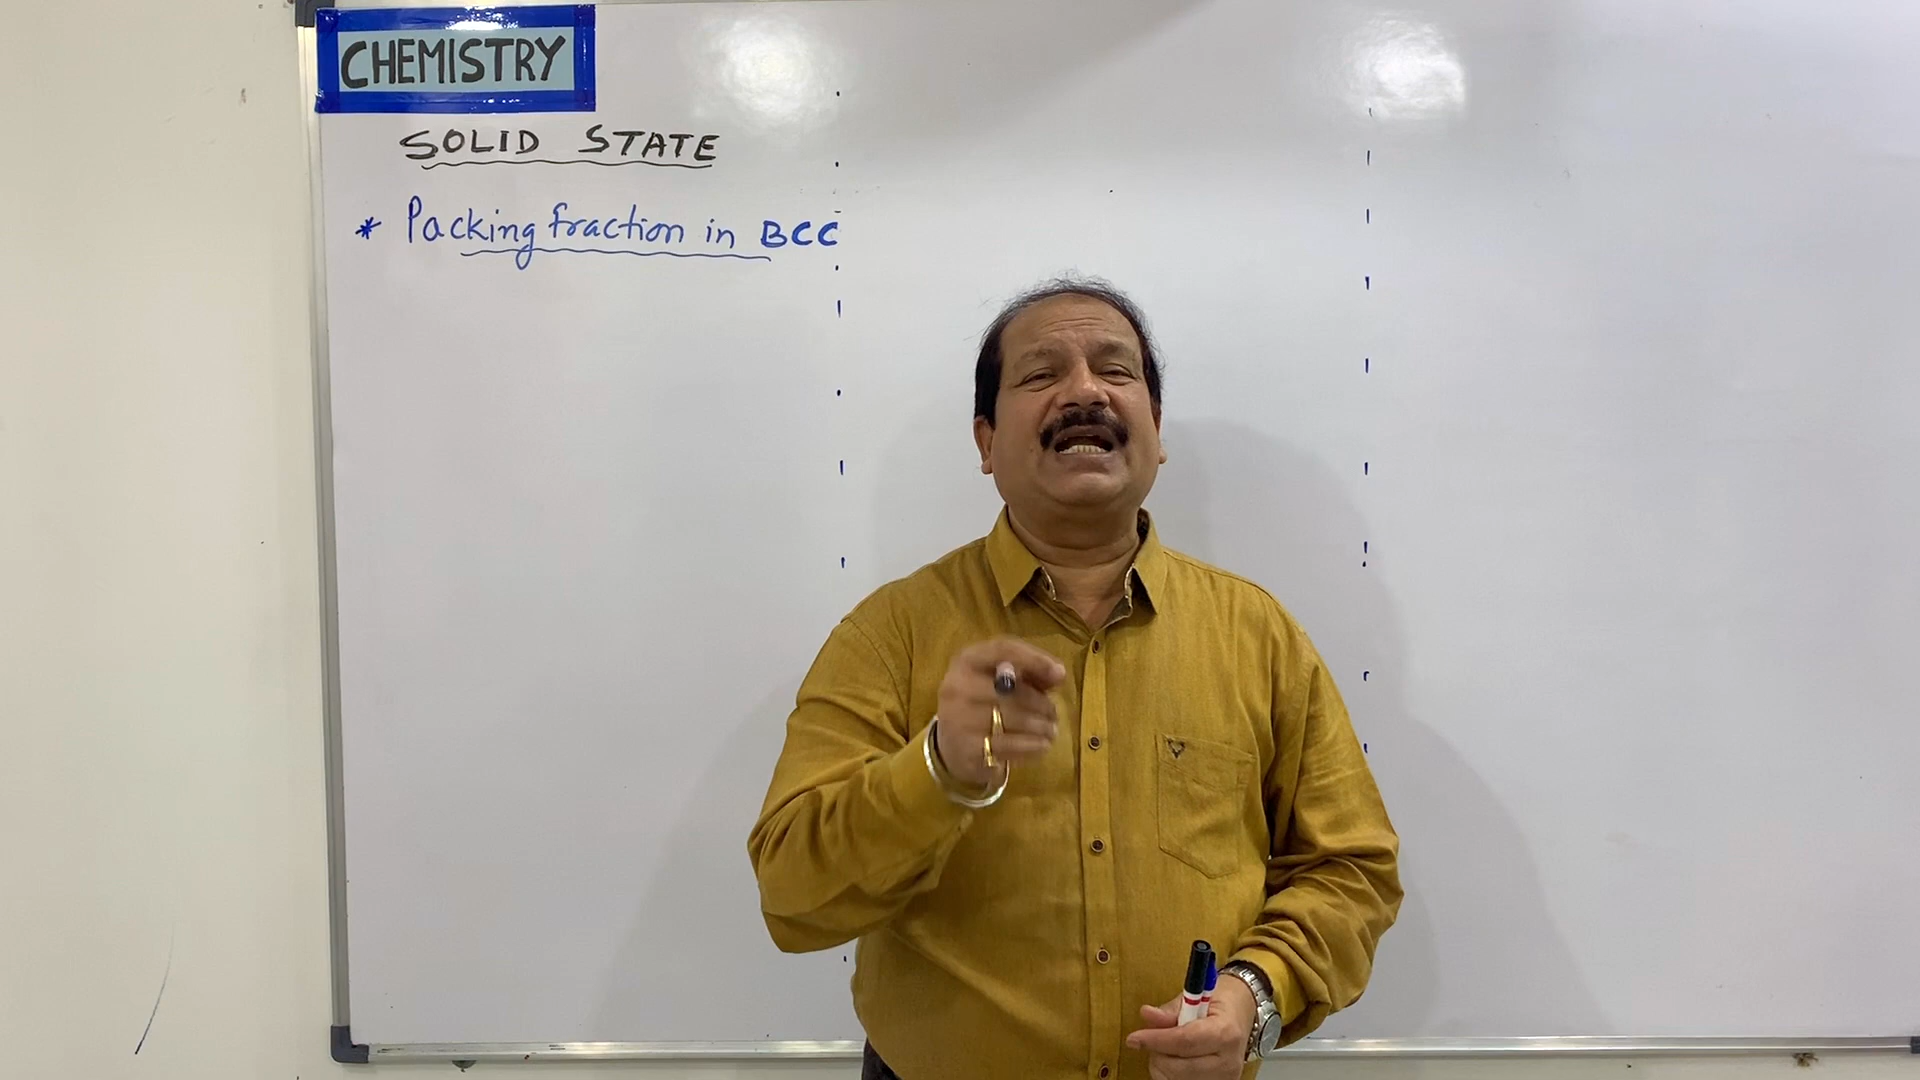 CHEMISTRY
SOLID STATE
* Packing fraction in BCC